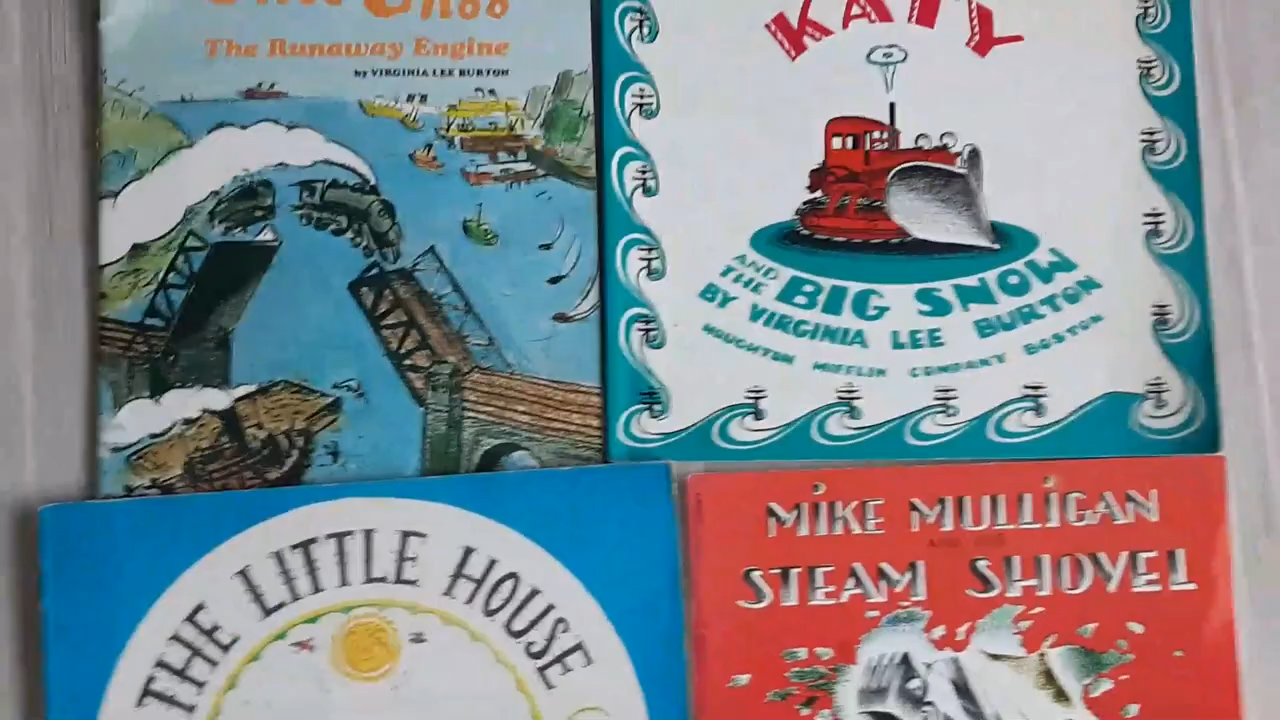 The Runaway Engine
by VIRGINIA LEE BURTON
KATY
AND
THE
BIG SNOW
BY VIRGINIA LEE BURTON
HOUGHTON MIFFLIN COMPANY BOSTON
THE LITTLE HOUSE
MIKE MULLIGAN
STEAM SHOVEL